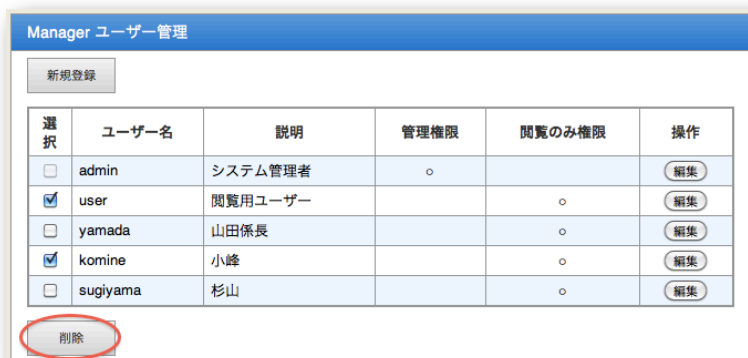 Manager ユーザー管理
新規登録
選択 ユーザー名 説明 管理権限 閲覧のみ権限 操作
admin システム管理者 ○ 編集
user 閲覧用ユーザー ○ 編集
yamada 山田係長 ○ 編集
komine 小峰 ○ 編集
sugiyama 杉山 ○ 編集
削除